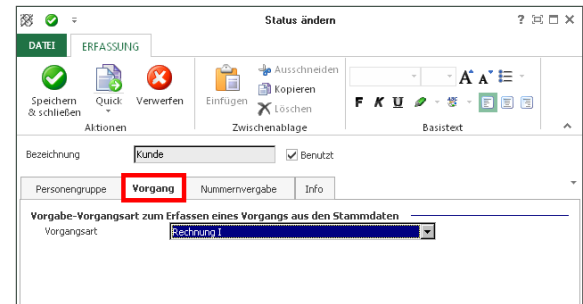 Status ändern
?
DATEI ERFASSUNG
Speichern & schließen
Quick
Verwerfen
Aktionen
Einfügen
Ausschneiden
Kopieren
Löschen
Zwischenablage
F K U
Basistext
Bezeichnung Kunde Benutzt
Personengruppe Vorgang Nummernvergabe Info
Vorgabe-Vorgangsart zum Erfassen eines Vorgangs aus den Stammdaten
Vorgangsart Rechnung I